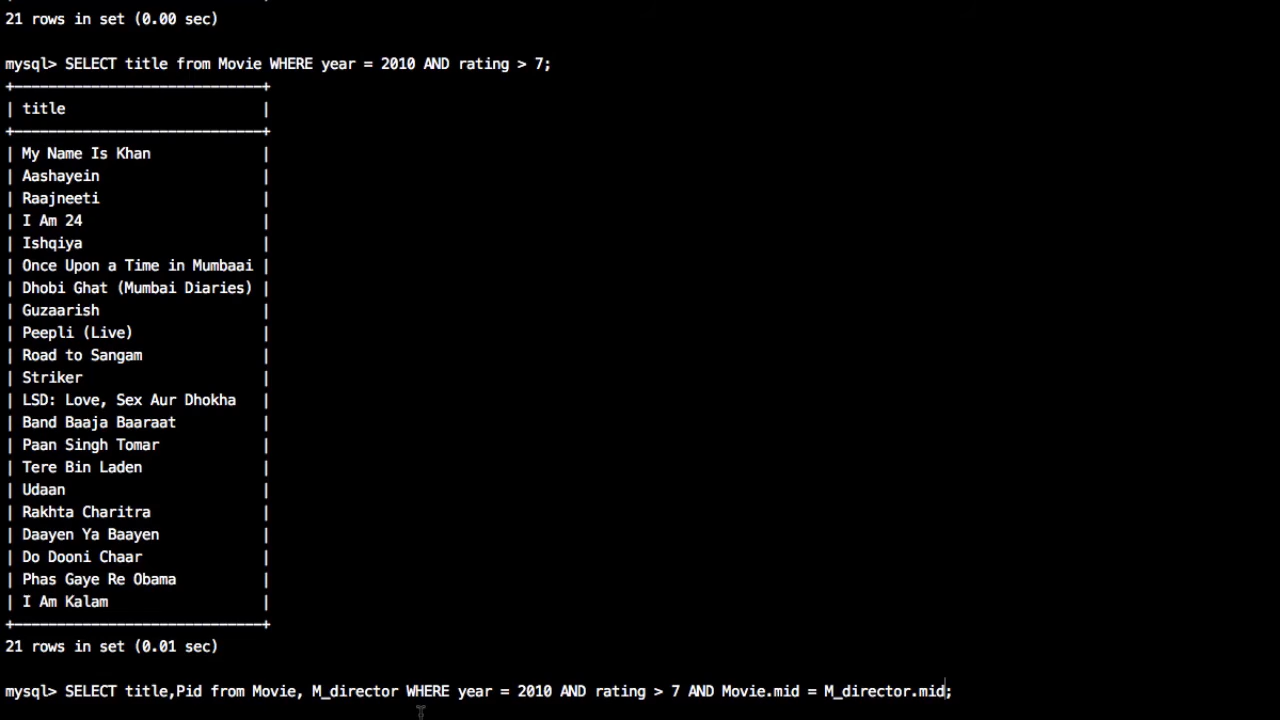 21 rows in set (0.00 sec)
mysql> SELECT title from Movie WHERE year = 2010 AND rating > 7;
+-----------------------------+
| title                       |
+-----------------------------+
| My Name Is Khan             |
| Aashayein                   |
| Raajneeti                   |
| I Am 24                     |
| Ishqiya                     |
| Once Upon a Time in Mumbaai |
| Dhobi Ghat (Mumbai Diaries) |
| Guzaarish                   |
| Peepli (Live)               |
| Road to Sangam              |
| Striker                     |
| LSD: Love, Sex Aur Dhokha   |
| Band Baaja Baaraat          |
| Paan Singh Tomar            |
| Tere Bin Laden              |
| Udaan                       |
| Rakhta Charitra             |
| Daayen Ya Baayen            |
| Do Dooni Chaar              |
| Phas Gaye Re Obama          |
| I Am Kalam                  |
+-----------------------------+
21 rows in set (0.01 sec)
mysql> SELECT title,Pid from Movie, M_director WHERE year = 2010 AND rating > 7 AND Movie.mid = M_director.mid;